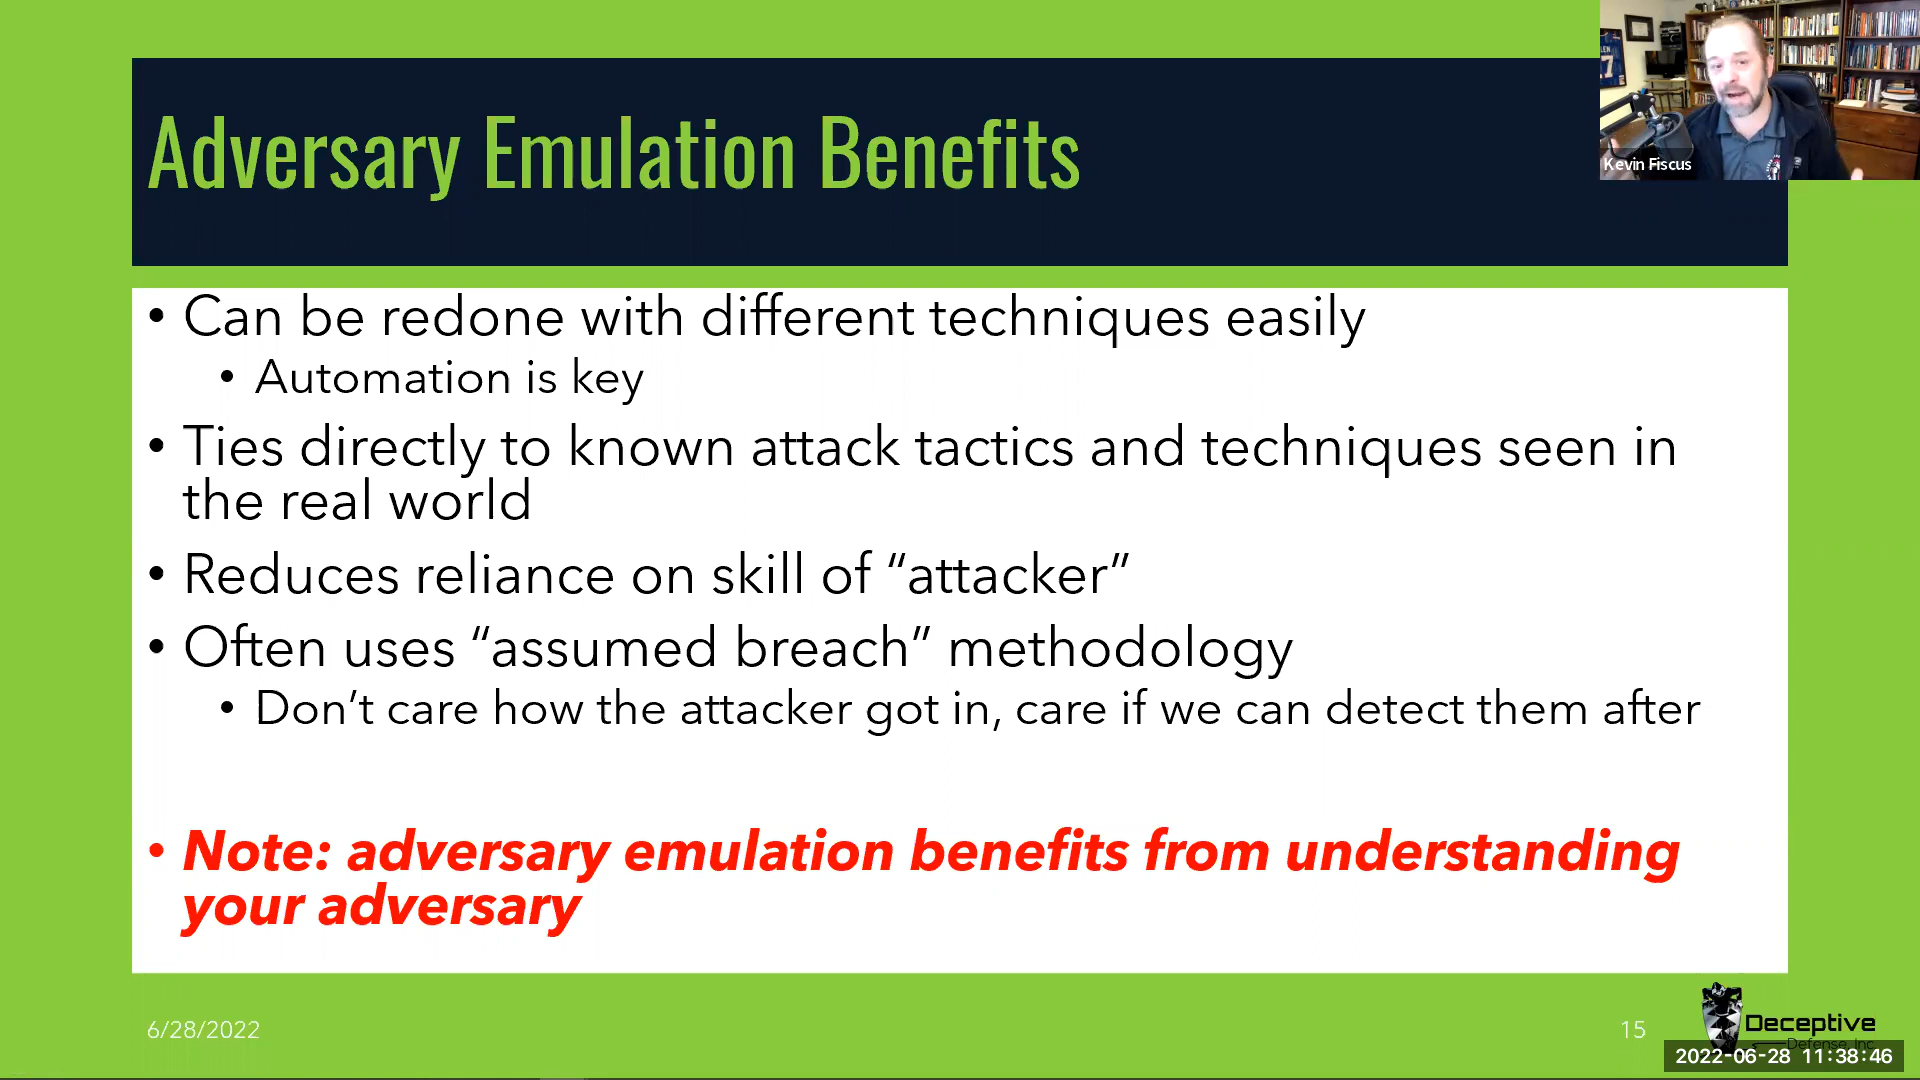 Adversary Emulation Benefits
Kevin Fiscus
• Can be redone with different techniques easily
• Automation is key
• Ties directly to known attack tactics and techniques seen in
the real world
• Reduces reliance on skill of “attacker”
• Often uses “assumed breach” methodology
• Don’t care how the attacker got in, care if we can detect them after
• Note: adversary emulation benefits from understanding
your adversary
6/28/2022
15
Deceptive
Defense, Inc
2022-06-28 11:38:46